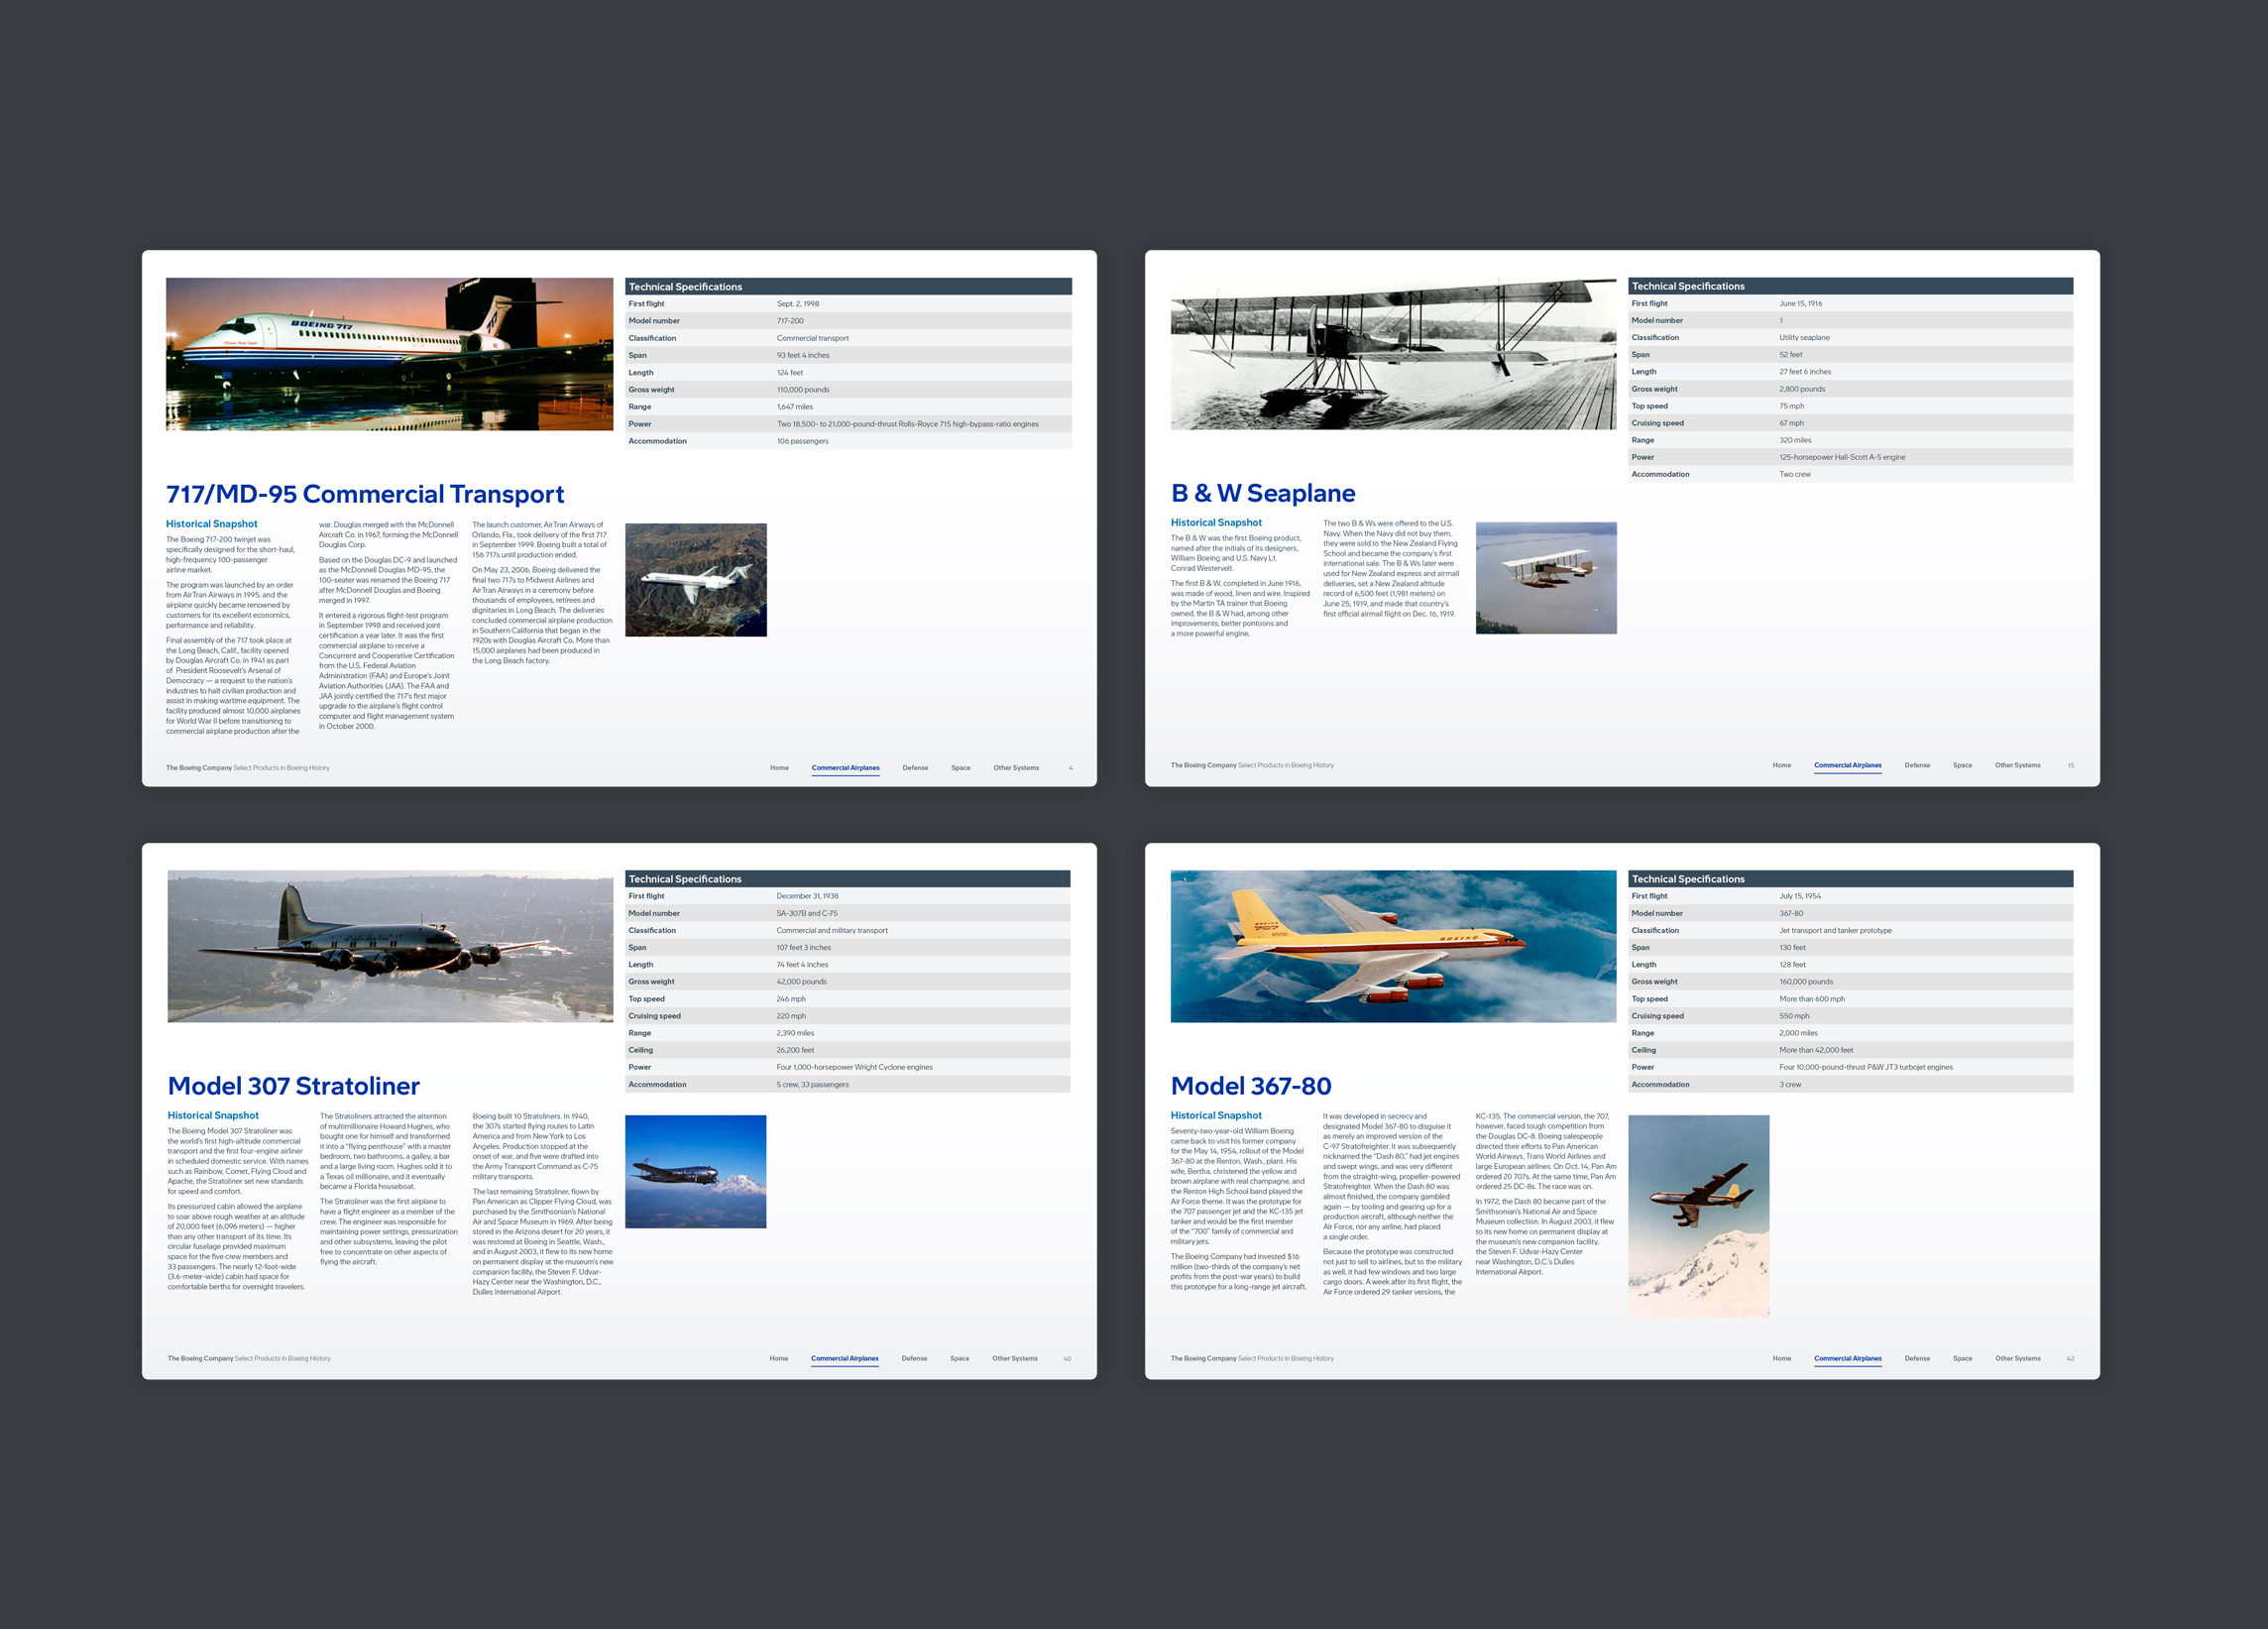 BOEING 717
Technical Specifications
First flight Sept. 2, 1998
Model number 717-200
Classification Commercial transport
Span 93 feet 4 inches
Length 124 feet
Gross weight 110,000 pounds
Range 1,647 miles
Power Two 18,500- to 21,000-pound-thrust Rolls-Royce 715 high-bypass-ratio engines
Accommodation 106 passengers
717/MD-95 Commercial Transport
Historical Snapshot
The Boeing 717-200 twinjet was
specifically designed for the short-haul,
high-frequency 100-passenger
airline market.
The program was launched by an order
from AirTran Airways in 1995, and the
airplane quickly became renowned by
customers for its excellent economics,
performance and reliability.
Final assembly of the 717 took place at
the Long Beach, Calif., facility opened
by Douglas Aircraft Co. in 1941 as part
of President Roosevelt's Arsenal of
Democracy — a request to the nation's
industries to halt civilian production and
assist in making wartime equipment. The
facility produced almost 10,000 airplanes
for World War II before transitioning to
commercial airplane production after the
war. Douglas merged with the McDonnell
Aircraft Co. in 1967, forming the McDonnell
Douglas Corp.
Based on the Douglas DC-9 and launched
as the McDonnell Douglas MD-95, the
100-seater was renamed the Boeing 717
after McDonnell Douglas and Boeing
merged in 1997.
It entered a rigorous flight-test program
in September 1998 and received joint
certification a year later. It was the first
commercial airplane to receive a
Concurrent and Cooperative Certification
from the U.S. Federal Aviation
Administration (FAA) and Europe's Joint
Aviation Authorities (JAA). The FAA and
JAA jointly certified the 717's first major
upgrade to the airplane's flight control
computer and flight management system
in October 2000.
The launch customer, AirTran Airways of
Orlando, Fla., took delivery of the first 717
in September 1999. Boeing built a total of
156 717s until production ended.
On May 23, 2006, Boeing delivered the
final two 717s to Midwest Airlines and
AirTran Airways in a ceremony before
thousands of employees, retirees and
dignitaries in Long Beach. The deliveries
concluded commercial airplane production
in Southern California that began in the
1920s with Douglas Aircraft Co. More than
15,000 airplanes had been produced in
the Long Beach factory.
The Boeing Company Select Products in Boeing History
Home Commercial Airplanes Defense Space Other Systems 4
Technical Specifications
First flight June 15, 1916
Model number 1
Classification Utility seaplane
Span 52 feet
Length 27 feet 6 inches
Gross weight 2,800 pounds
Top speed 75 mph
Cruising speed 67 mph
Range 320 miles
Power 125-horsepower Hall-Scott A-5 engine
Accommodation Two crew
B & W Seaplane
Historical Snapshot
The B & W was the first Boeing product,
named after the initials of its designers,
William Boeing and U.S. Navy Lt.
Conrad Westervelt.
The first B & W, completed in June 1916,
was made of wood, linen and wire. Inspired
by the Martin TA trainer that Boeing
owned, the B & W had, among other
improvements, better pontoons and
a more powerful engine.
The two B & Ws were offered to the U.S.
Navy. When the Navy did not buy them,
they were sold to the New Zealand Flying
School and became the company's first
international sale. The B & Ws later were
used for New Zealand express and airmail
deliveries, set a New Zealand altitude
record of 6,500 feet (1,981 meters) on
June 25, 1919, and made that country's
first official airmail flight on Dec. 16, 1919.
The Boeing Company Select Products in Boeing History
Home Commercial Airplanes Defense Space Other Systems 15
Technical Specifications
First flight December 31, 1938
Model number SA-307B and C-75
Classification Commercial and military transport
Span 107 feet 3 inches
Length 74 feet 4 inches
Gross weight 42,000 pounds
Top speed 246 mph
Cruising speed 220 mph
Range 2,390 miles
Ceiling 26,200 feet
Power Four 1,000-horsepower Wright Cyclone engines
Accommodation 5 crew, 33 passengers
Model 307 Stratoliner
Historical Snapshot
The Boeing Model 307 Stratoliner was
the world's first high-altitude commercial
transport and the first four-engine airliner
in scheduled domestic service. With names
such as Rainbow, Comet, Flying Cloud and
Apache, the Stratoliner set new standards
for speed and comfort.
Its pressurized cabin allowed the airplane
to soar above rough weather at an altitude
of 20,000 feet (6,096 meters) — higher
than any other transport of its time. Its
circular fuselage provided maximum
space for the five crew members and
33 passengers. The nearly 12-foot-wide
(3.6-meter-wide) cabin had space for
comfortable berths for overnight travelers.
The Stratoliners attracted the attention
of multimillionaire Howard Hughes, who
bought one for himself and transformed
it into a "flying penthouse" with a master
bedroom, two bathrooms, a galley, a bar
and a large living room. Hughes sold it to
a Texas oil millionaire, and it eventually
became a Florida houseboat.
The Stratoliner was the first airplane to
have a flight engineer as a member of the
crew. The engineer was responsible for
maintaining power settings, pressurization
and other subsystems, leaving the pilot
free to concentrate on other aspects of
flying the aircraft.
Boeing built 10 Stratoliners. In 1940,
the 307s started flying routes to Latin
America and from New York to Los
Angeles. Production stopped at the
onset of war, and five were drafted into
the Army Transport Command as C-75
military transports.
The last remaining Stratoliner, flown by
Pan American as Clipper Flying Cloud, was
purchased by the Smithsonian's National
Air and Space Museum in 1969. After being
stored in the Arizona desert for 20 years, it
was restored at Boeing in Seattle, Wash.,
and in August 2003, it flew to its new home
on permanent display at the museum's new
companion facility, the Steven F. Udvar-
Hazy Center near the Washington, D.C.,
Dulles International Airport.
The Boeing Company Select Products in Boeing History
Home Commercial Airplanes Defense Space Other Systems 40
BOEING
Technical Specifications
First flight July 15, 1954
Model number 367-80
Classification Jet transport and tanker prototype
Span 130 feet
Length 128 feet
Gross weight 160,000 pounds
Top speed More than 600 mph
Cruising speed 550 mph
Range 2,000 miles
Ceiling More than 42,000 feet
Power Four 10,000-pound-thrust P&W JT3 turbojet engines
Accommodation 3 crew
Model 367-80
Historical Snapshot
Seventy-two-year-old William Boeing
came back to visit his former company
for the May 14, 1954, rollout of the Model
367-80 at the Renton, Wash., plant. His
wife, Bertha, christened the yellow and
brown airplane with real champagne, and
the Renton High School band played the
Air Force theme. It was the prototype for
the 707 passenger jet and the KC-135 jet
tanker and would be the first member
of the "700" family of commercial and
military jets.
The Boeing Company had invested $16
million (two-thirds of the company's net
profits from the post-war years) to build
this prototype for a long-range jet aircraft.
It was developed in secrecy and
designated Model 367-80 to disguise it
as merely an improved version of the
C-97 Stratofreighter. It was subsequently
nicknamed the "Dash 80," had jet engines
and swept wings, and was very different
from the straight-wing, propeller-powered
Stratofreighter. When the Dash 80 was
almost finished, the company gambled
again — by tooling and gearing up for a
production aircraft, although neither the
Air Force, nor any airline, had placed
a single order.
Because the prototype was constructed
not just to sell to airlines, but to the military
as well, it had few windows and two large
cargo doors. A week after its first flight, the
Air Force ordered 29 tanker versions, the
KC-135. The commercial version, the 707,
however, faced tough competition from
the Douglas DC-8. Boeing salespeople
directed their efforts to Pan American
World Airways, Trans World Airlines and
large European airlines. On Oct. 14, Pan Am
ordered 20 707s. At the same time, Pan Am
ordered 25 DC-8s. The race was on.
In 1972, the Dash 80 became part of the
Smithsonian's National Air and Space
Museum collection. In August 2003, it flew
to its new home on permanent display at
the museum's new companion facility,
the Steven F. Udvar-Hazy Center
near Washington, D.C.'s Dulles
International Airport.
The Boeing Company Select Products in Boeing History
Home Commercial Airplanes Defense Space Other Systems 42